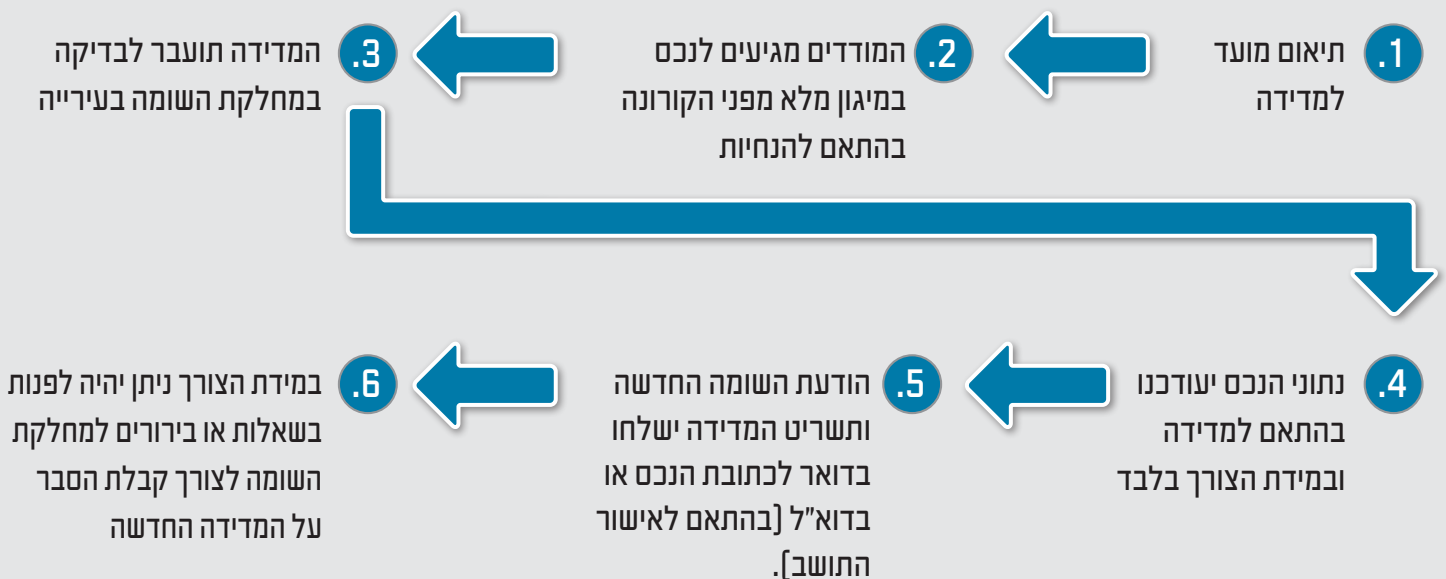 1. תיאום מועד
למדידה
2. המודדים מגיעים לנכס
במיגון מלא מפני הקורונה
בהתאם להנחיות
3. המדידה תועבר לבדיקה
במחלקת השומה בעירייה
4. נתוני הנכס יעודכנו
בהתאם למדידה
ובמידת הצורך בלבד
5. הודעת השומה החדשה
ותשריט המדידה ישלחו
בדואר לכתובת הנכס או
בדוא"ל (בהתאם לאישור
התושב).
6. במידת הצורך ניתן יהיה לפנות
בשאלות או בירורים למחלקת
השומה לצורך קבלת הסבר
על המדידה החדשה